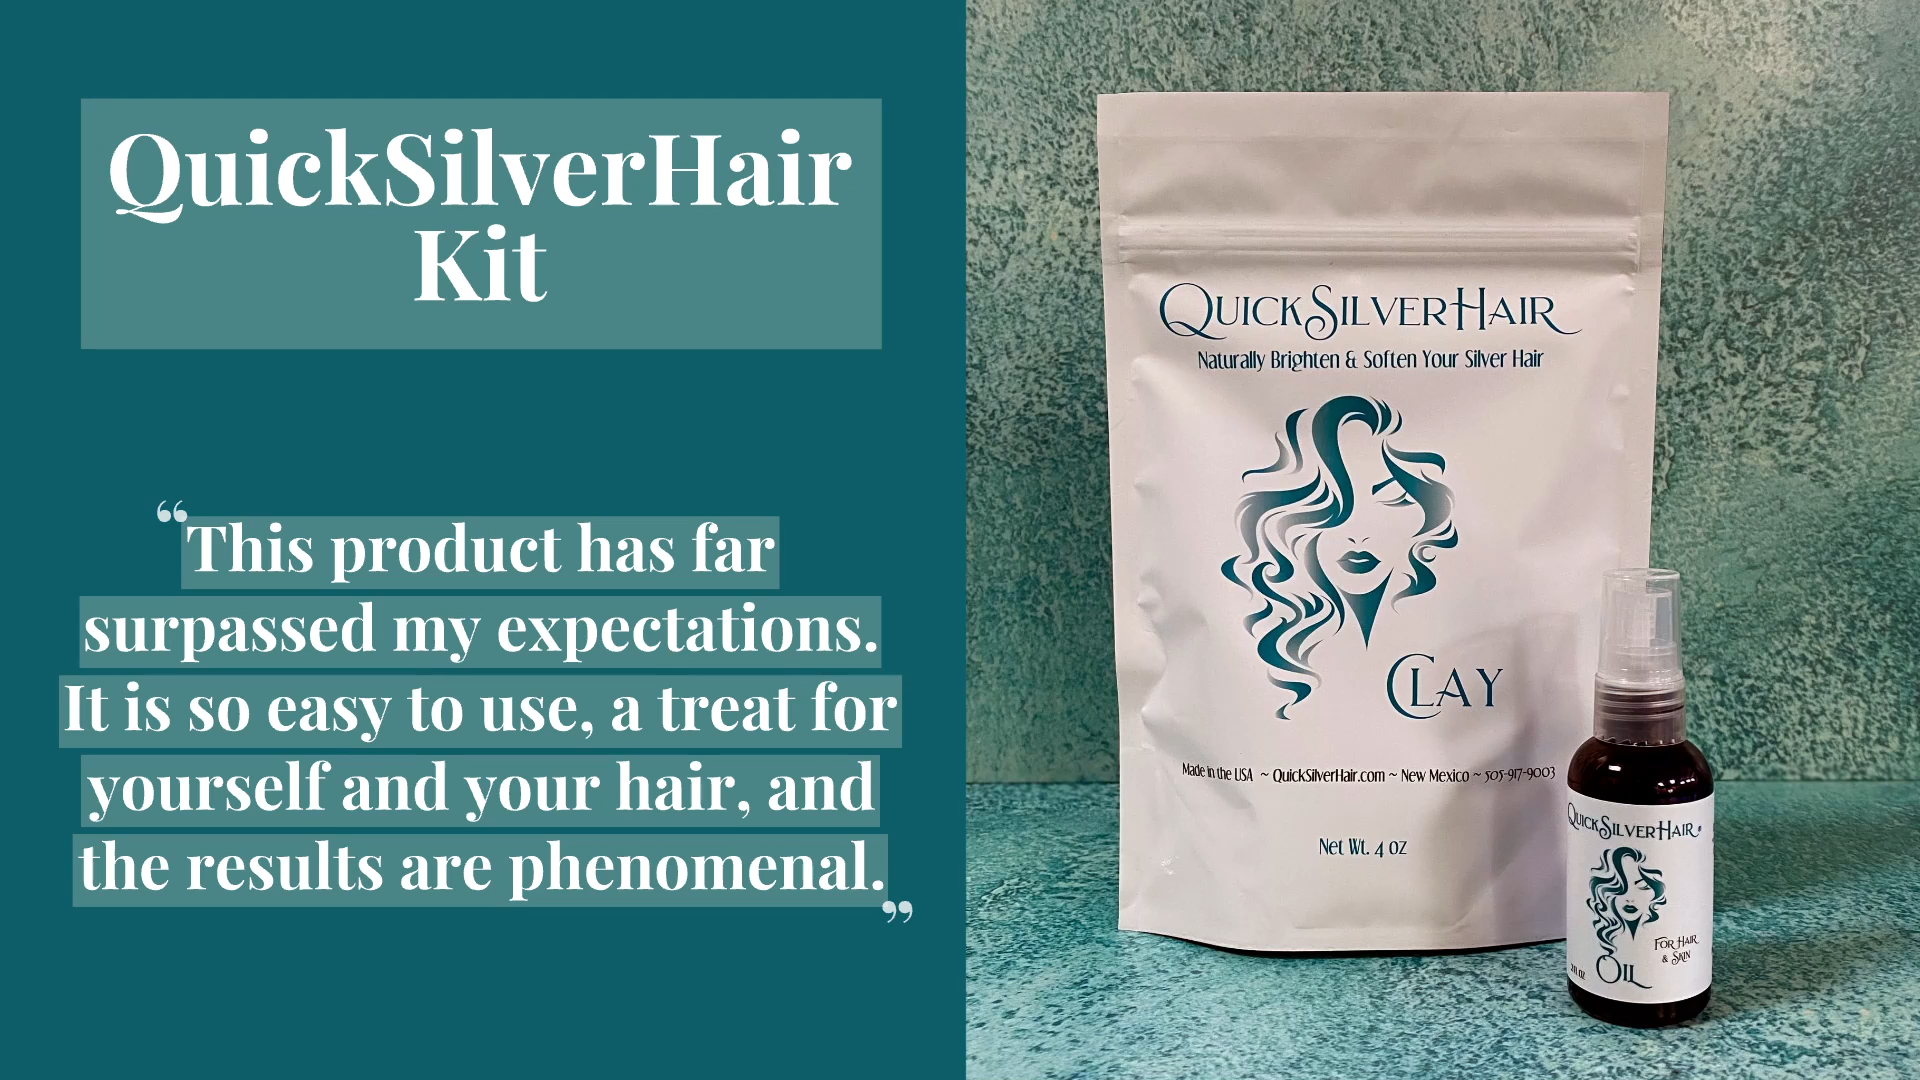 QuickSilverHair
Kit
“This product has far
surpassed my expectations.
It is so easy to use, a treat for
yourself and your hair, and
the results are phenomenal.”
QUICKSILVERHAIR
Naturally Brighten & Soften Your Silver Hair
CLAY
Made in the USA ~ QuickSilverHair.com ~ New Mexico ~ 505-917-9003
Net Wt. 4 oz
QUICKSILVERHAIR
FOR HAIR
& SKIN
OIL